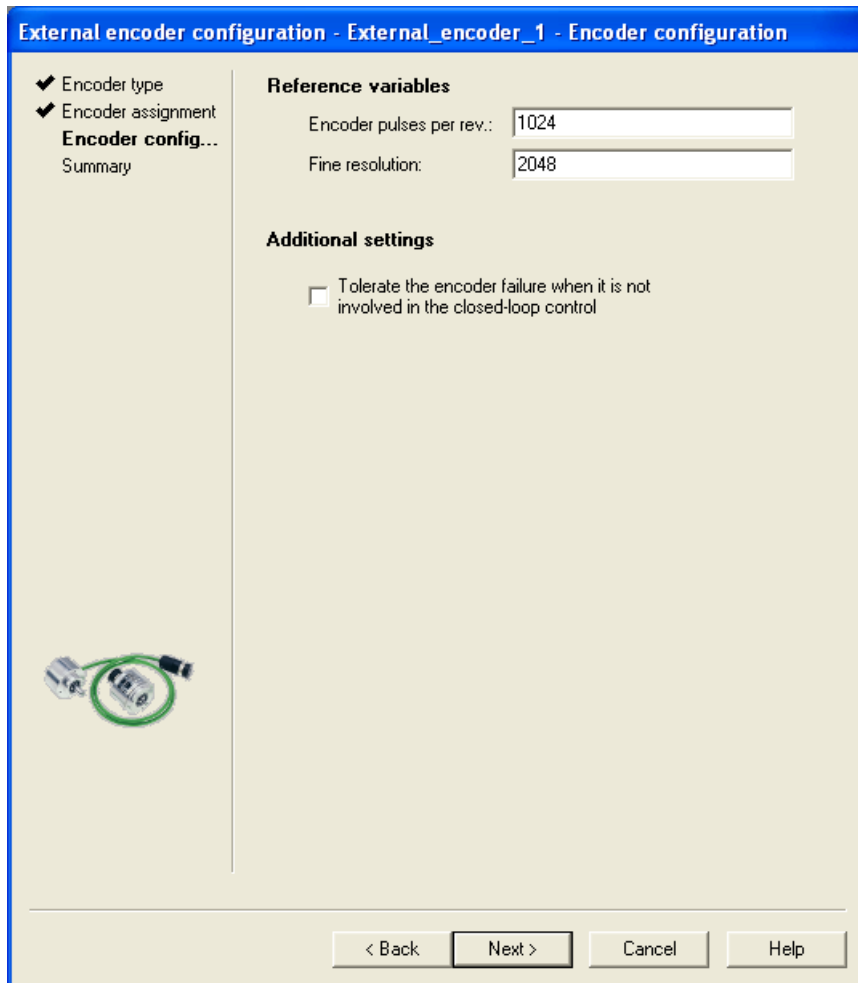 External encoder configuration - External_encoder_1 - Encoder configuration
Encoder type
Encoder assignment
Encoder config...
Summary
Reference variables
Encoder pulses per rev.: 1024
Fine resolution: 2048
Additional settings
Tolerate the encoder failure when it is not
involved in the closed-loop control
< Back Next > Cancel Help